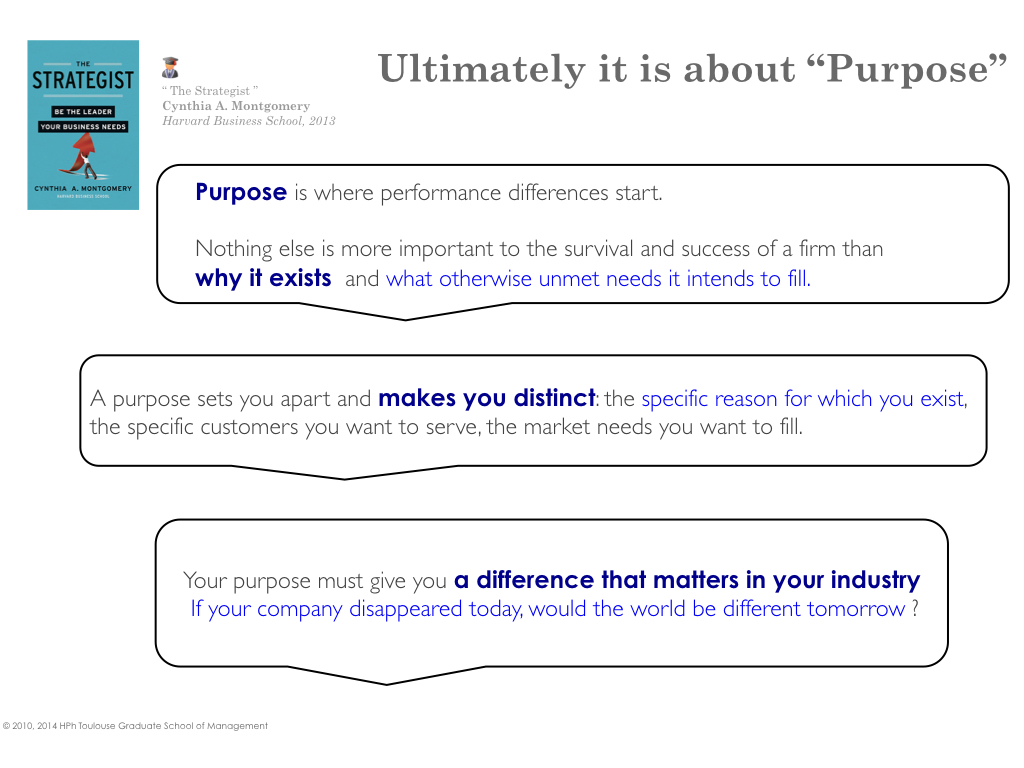 THE
STRATEGIST
BE THE LEADER
YOUR BUSINESS NEEDS
CYNTHIA A. MONTGOMERY
HARVARD BUSINESS SCHOOL
“ The Strategist ”
Cynthia A. Montgomery
Harvard Business School, 2013
Ultimately it is about “Purpose”
Purpose is where performance differences start.
Nothing else is more important to the survival and success of a firm than
why it exists and what otherwise unmet needs it intends to fill.
A purpose sets you apart and makes you distinct: the specific reason for which you exist,
the specific customers you want to serve, the market needs you want to fill.
Your purpose must give you a difference that matters in your industry
If your company disappeared today, would the world be different tomorrow ?
© 2010, 2014 HPh Toulouse Graduate School of Management